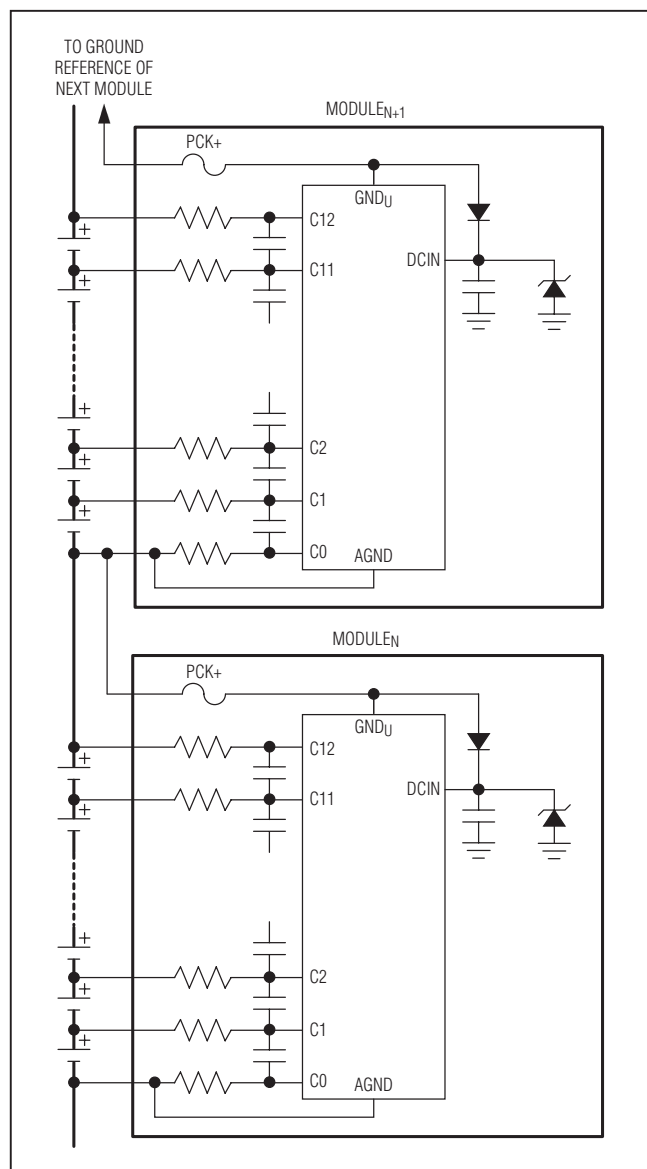 TO GROUND
REFERENCE OF
NEXT MODULE
MODULEN+1
PCK+
GNDU
+
C12
C11
+
DCIN
+
C2
+
C1
+
C0
AGND
MODULEN
PCK+
GNDU
C12
+
C11
+
DCIN
+
C2
+
C1
+
C0
AGND